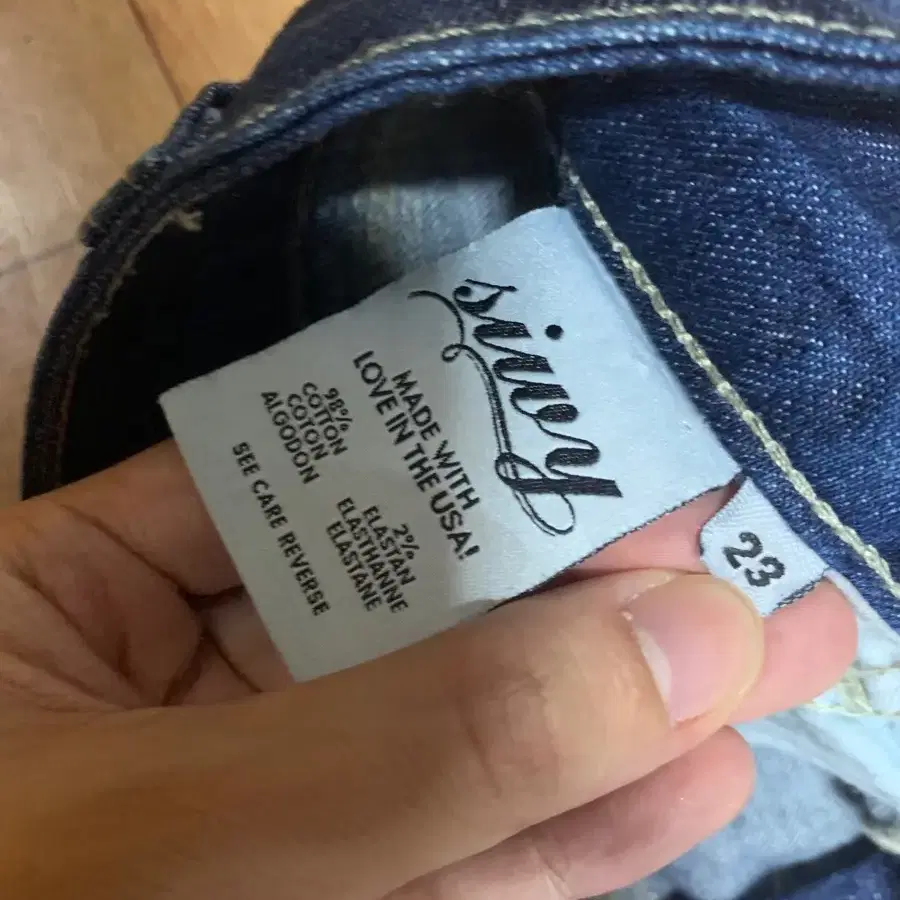 siwy
MADE WITH
LOVE IN THE USA!
98%
COTTON
COTON
ALGODON
2%
ELASTAN
ELASTHANNE
ELASTANE
SEE CARE REVERSE
23